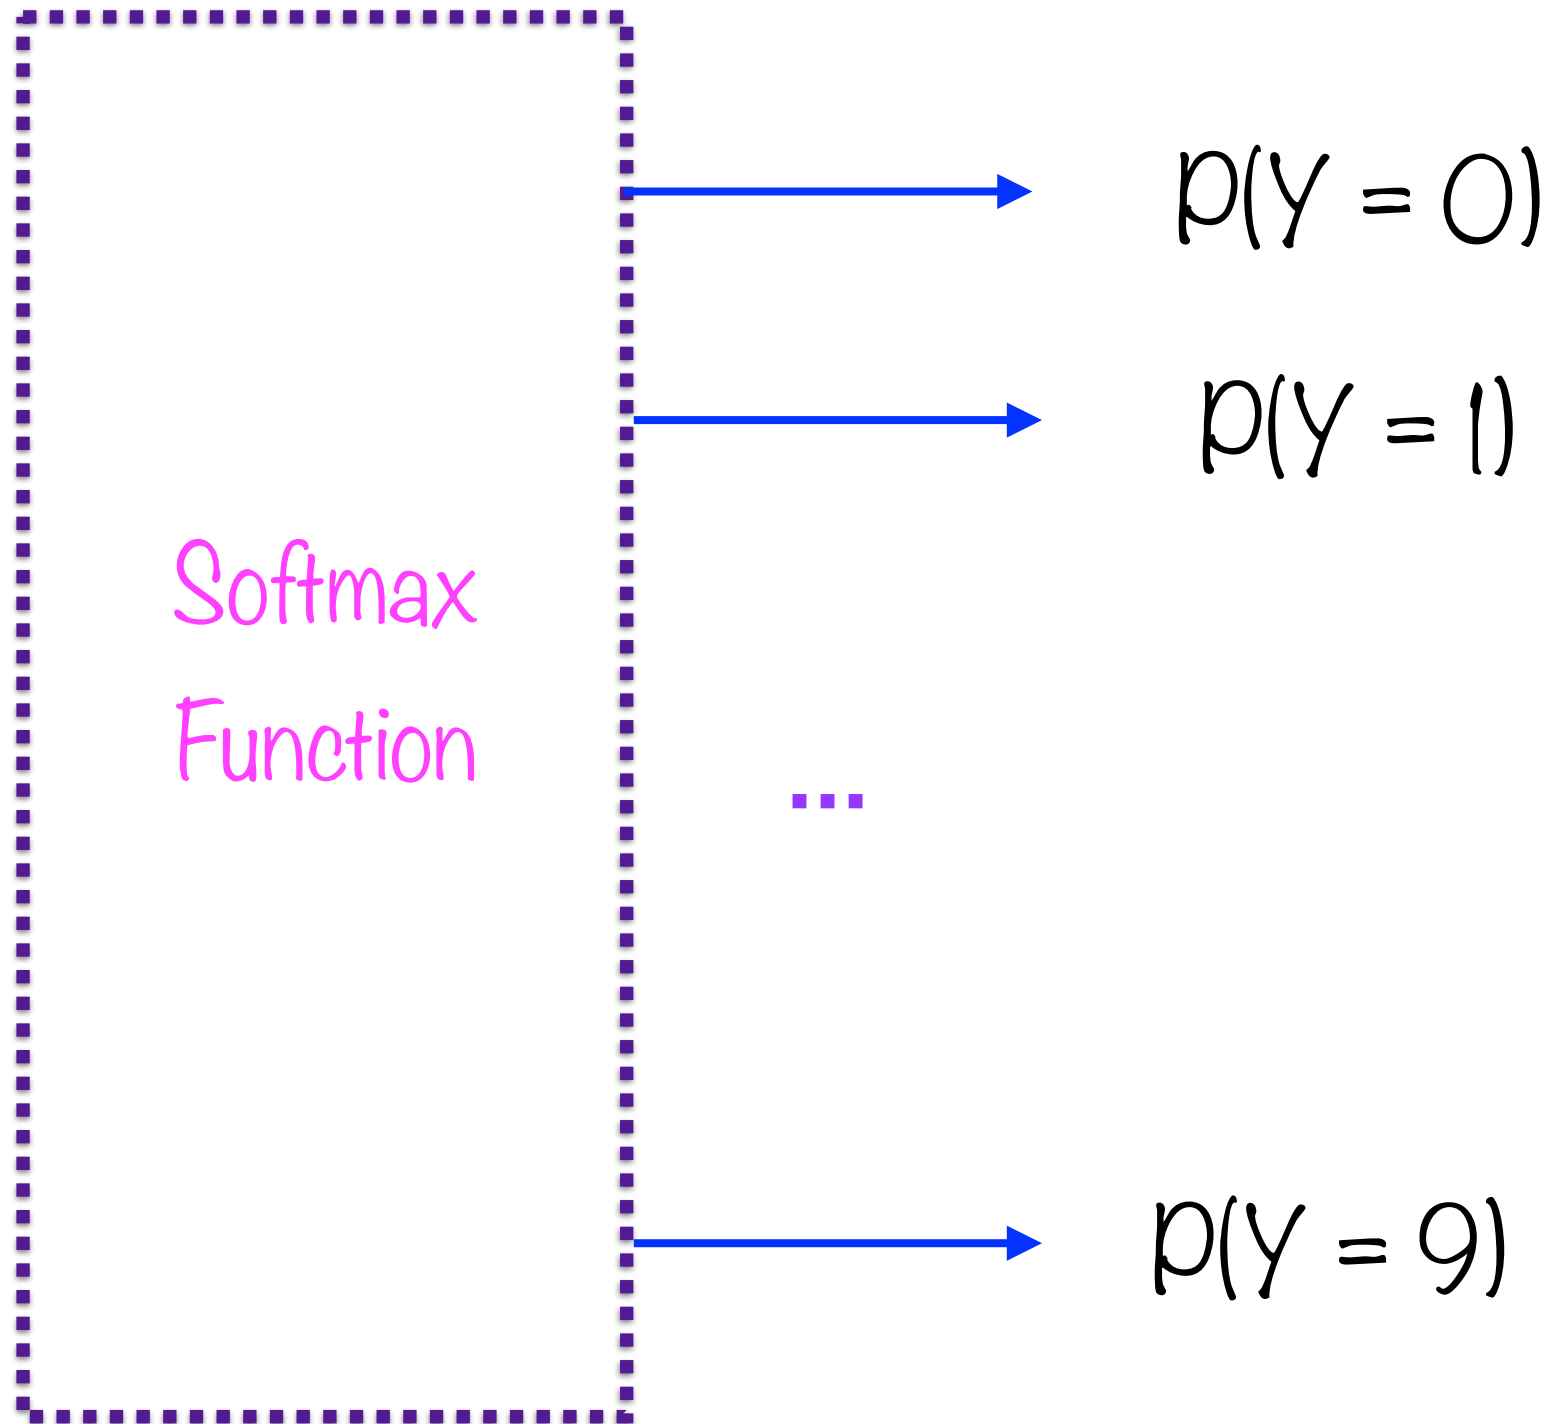 P(Y = 0)
P(Y = 1)
Softmax
Function
...
P(Y = 9)